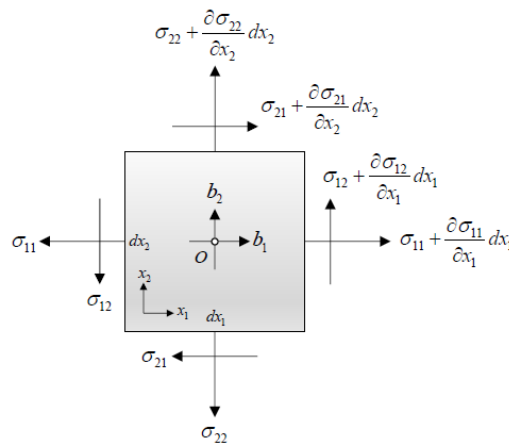 σ₂₂ + ∂σ₂₂/∂x₂ dx₂
σ₂₁ + ∂σ₂₁/∂x₂ dx₂
σ₁₂ + ∂σ₁₂/∂x₁ dx₁
b₂
σ₁₁
dx₂
O
b₁
σ₁₁ + ∂σ₁₁/∂x₁ dx
σ₁₂
x₂
x₁
dx₁
σ₂₁
σ₂₂